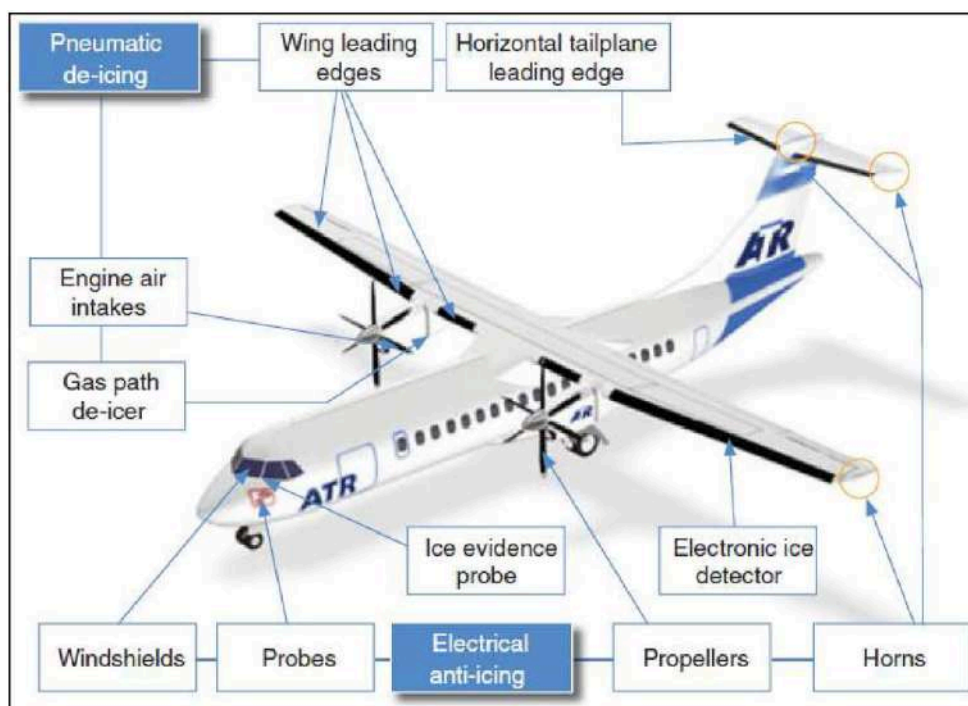 Pneumatic
de-icing
Wing leading
edges
Horizontal tailplane
leading edge
ATR
Engine air
intakes
Gas path
de-icer
ATR
ATR
Ice evidence
probe
Electronic ice
detector
Windshields
Probes
Electrical
anti-icing
Propellers
Horns